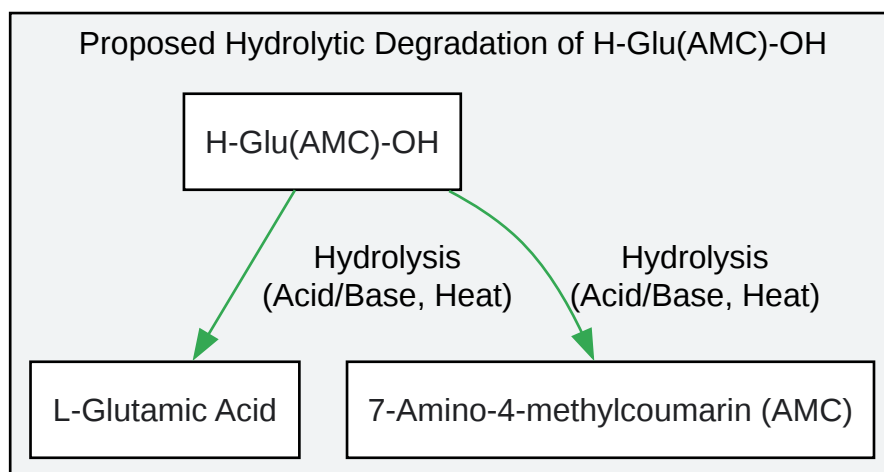 Proposed Hydrolytic Degradation of H-Glu(AMC)-OH
H-Glu(AMC)-OH
Hydrolysis
(Acid/Base, Heat)
Hydrolysis
(Acid/Base, Heat)
L-Glutamic Acid
7-Amino-4-methylcoumarin (AMC)